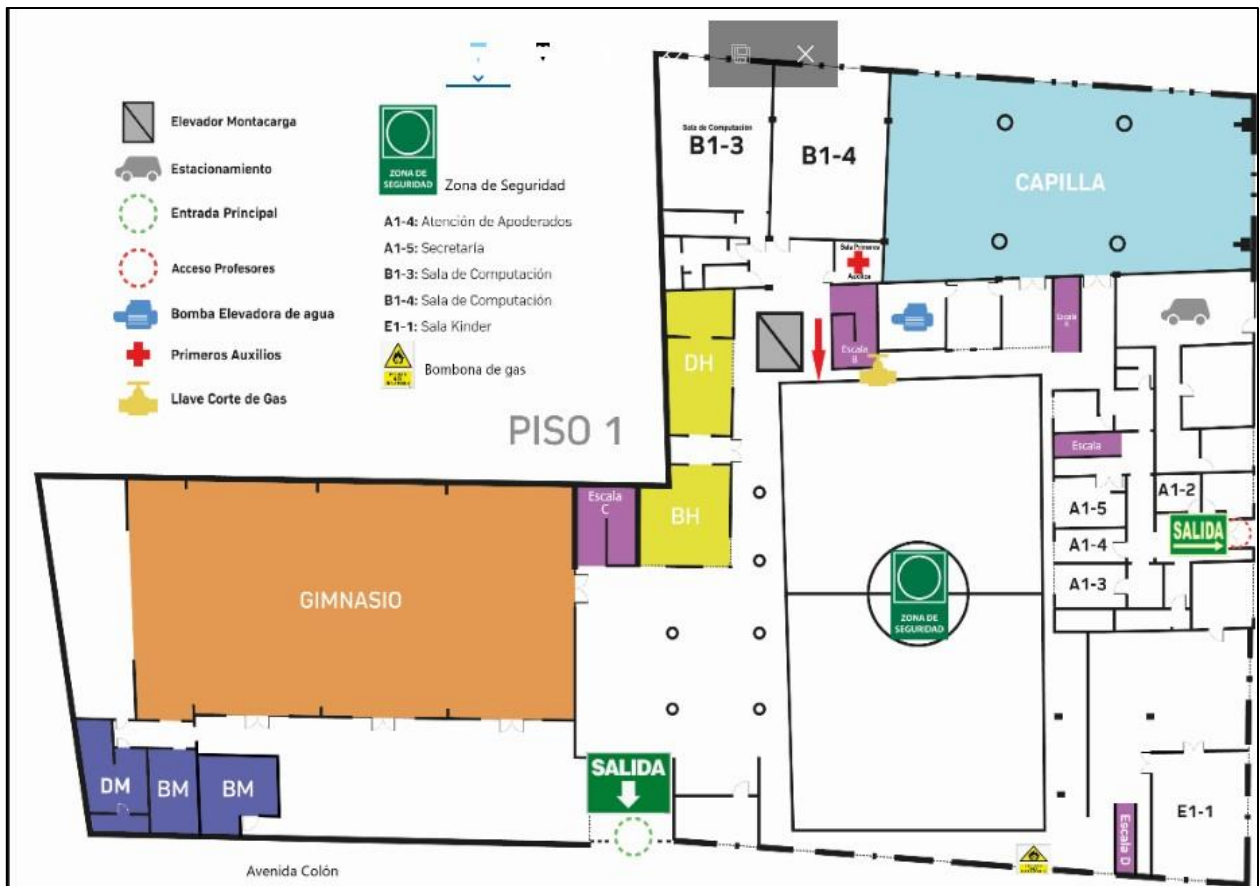 Elevador Montacarga
Estacionamiento
Entrada Principal
Acceso Profesores
Bomba Elevadora de agua
Primeros Auxilios
Llave Corte de Gas
ZONA DE
SEGURIDAD
Zona de Seguridad
A1-4: Atención de Apoderados
A1-5: Secretaría
B1-3: Sala de Computación
B1-4: Sala de Computación
E1-1: Sala Kinder
Bombona de gas
PISO 1
Sala de Computación
B1-3
B1-4
CAPILLA
Sala Primeros
Auxilios
Escala
B
Escala
DH
Escala
C
BH
Escala
A1-5
A1-2
SALIDA
A1-4
A1-3
ZONA DE
SEGURIDAD
GIMNASIO
SALIDA
DM
BM
BM
E1-1
Escala D
Avenida Colón